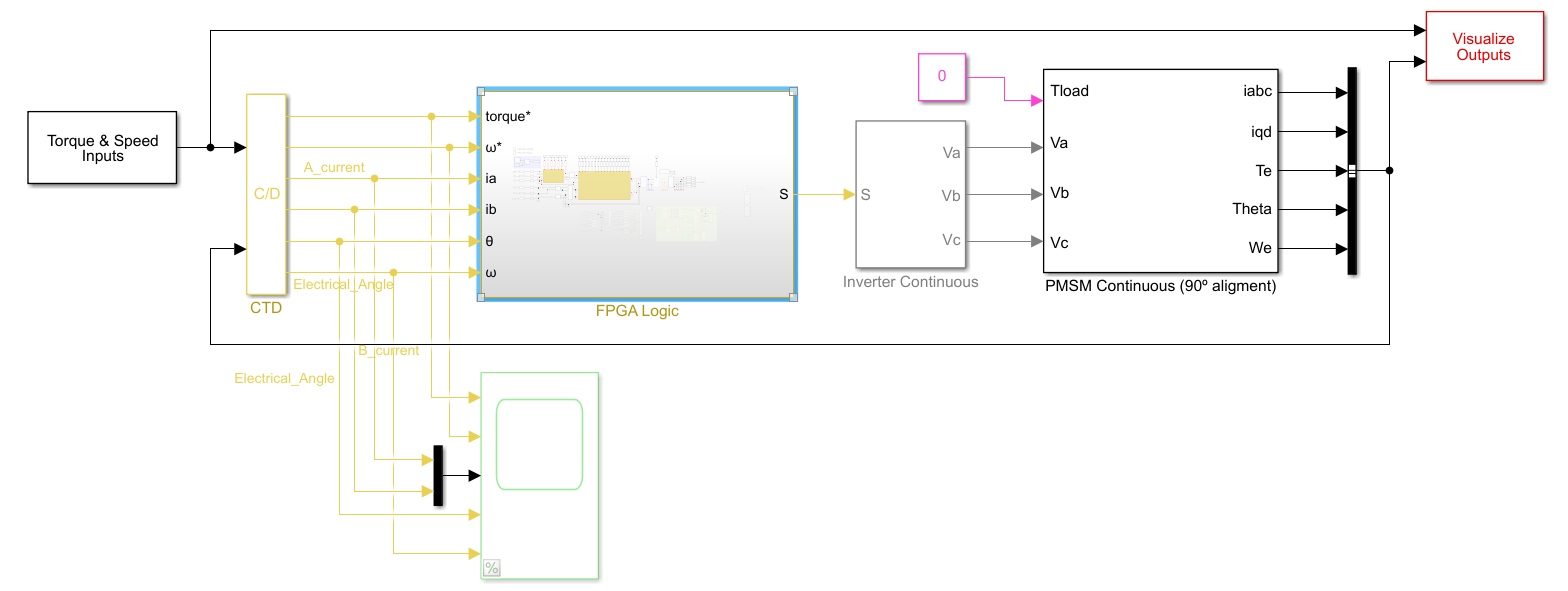 Visualize
Outputs
0
Tload
iabc
torque*
Torque & Speed
Inputs
ω*
Va
Va
iqd
A_current
ia
Te
C/D
S
S
Vb
Vb
ib
Theta
θ
Vc
Vc
We
ω
Electrical_Angle
CTD
FPGA Logic
Inverter Continuous
PMSM Continuous (90º aligment)
B_current
Electrical_Angle
%